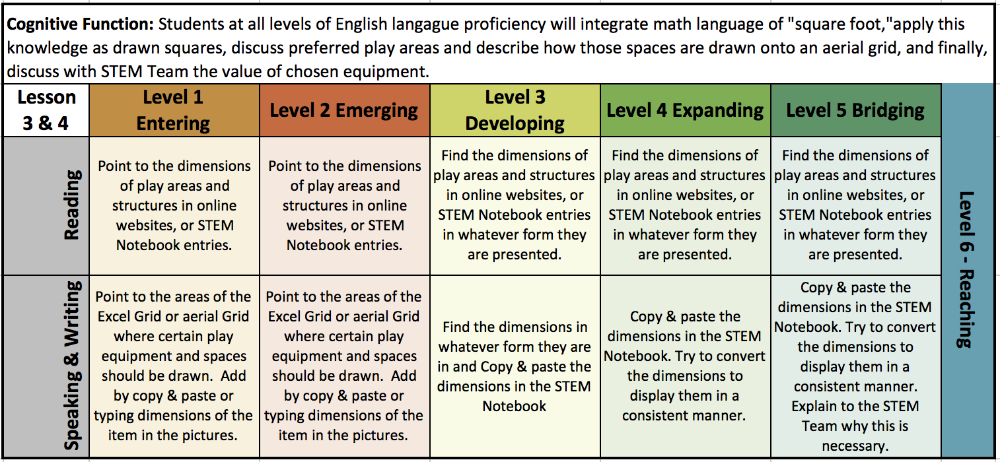 Cognitive Function: Students at all levels of English langague proficiency will integrate math language of "square foot,"apply this
knowledge as drawn squares, discuss preferred play areas and describe how those spaces are drawn onto an aerial grid, and finally,
discuss with STEM Team the value of chosen equipment.
Lesson
3 & 4
Level 1
Entering
Level 2 Emerging
Level 3
Developing
Level 4 Expanding
Level 5 Bridging
Level 6 - Reaching
Reading
Point to the dimensions
of play areas and
structures in online
websites, or STEM
Notebook entries.
Point to the dimensions
of play areas and
structures in online
websites, or STEM
Notebook entries.
Find the dimensions of
play areas and structures
in online websites, or
STEM Notebook entries
in whatever form they
are presented.
Find the dimensions of
play areas and structures
in online websites, or
STEM Notebook entries
in whatever form they
are presented.
Find the dimensions of
play areas and structures
in online websites, or
STEM Notebook entries
in whatever form they
are presented.
Speaking & Writing
Point to the areas of the
Excel Grid or aerial Grid
where certain play
equipment and spaces
should be drawn.  Add
by copy & paste or
typing dimensions of the
item in the pictures.
Point to the areas of the
Excel Grid or aerial Grid
where certain play
equipment and spaces
should be drawn.  Add
by copy & paste or
typing dimensions of the
item in the pictures.
Find the dimensions in
whatever form they are
in and Copy & paste the
dimensions in the STEM
Notebook
Copy & paste the
dimensions in the STEM
Notebook. Try to convert
the dimensions to
display them in a
consistent manner.
Copy & paste the
dimensions in the STEM
Notebook. Try to convert
the dimensions to
display them in a
consistent manner.
Explain to the STEM
Team why this is
necessary.